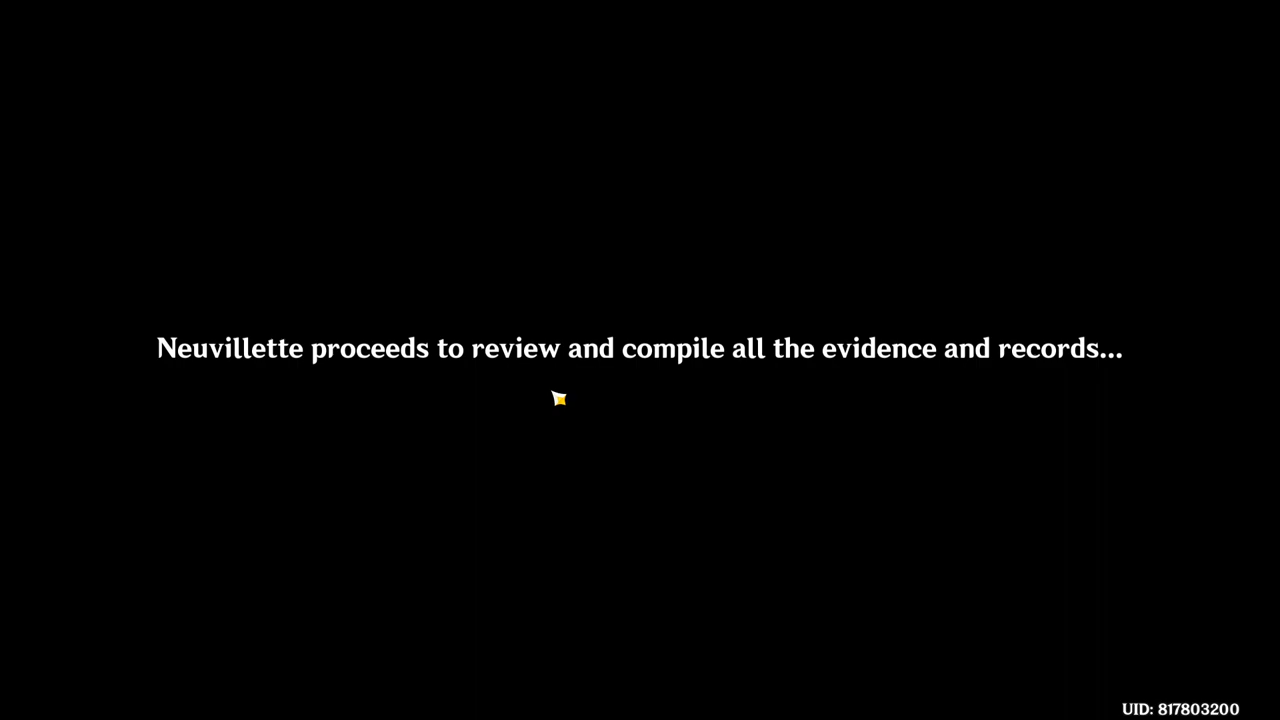 Neuvillette proceeds to review and compile all the evidence and records...
UID: 817803200